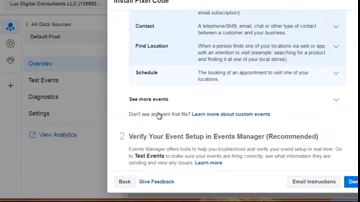 Install Pixel Code
Luc Digital Consultants LLC
All Data Sources
Default Pixel
Overview
Test Events
Diagnostics
Settings
View Analytics
email subscription)
Contact
A telephone/SMS, email, chat or other type of contact
between a customer and your business.
Find Location
When a person finds one of your locations via web or app,
with an intention to visit (example: searching for a product
and finding it at one of your local stores).
Schedule
The booking of an appointment to visit one of your
locations.
See more events
Don't see an event that fits? Learn more about custom events
2 Verify Your Event Setup in Events Manager (Recommended)
Events Manager offers tools to help you troubleshoot and verify your event setup in real time. Go
to Test Events to make sure your events are firing correctly, see what information they are
sending and view any issues. Learn more.
Back
Give Feedback
Email Instructions